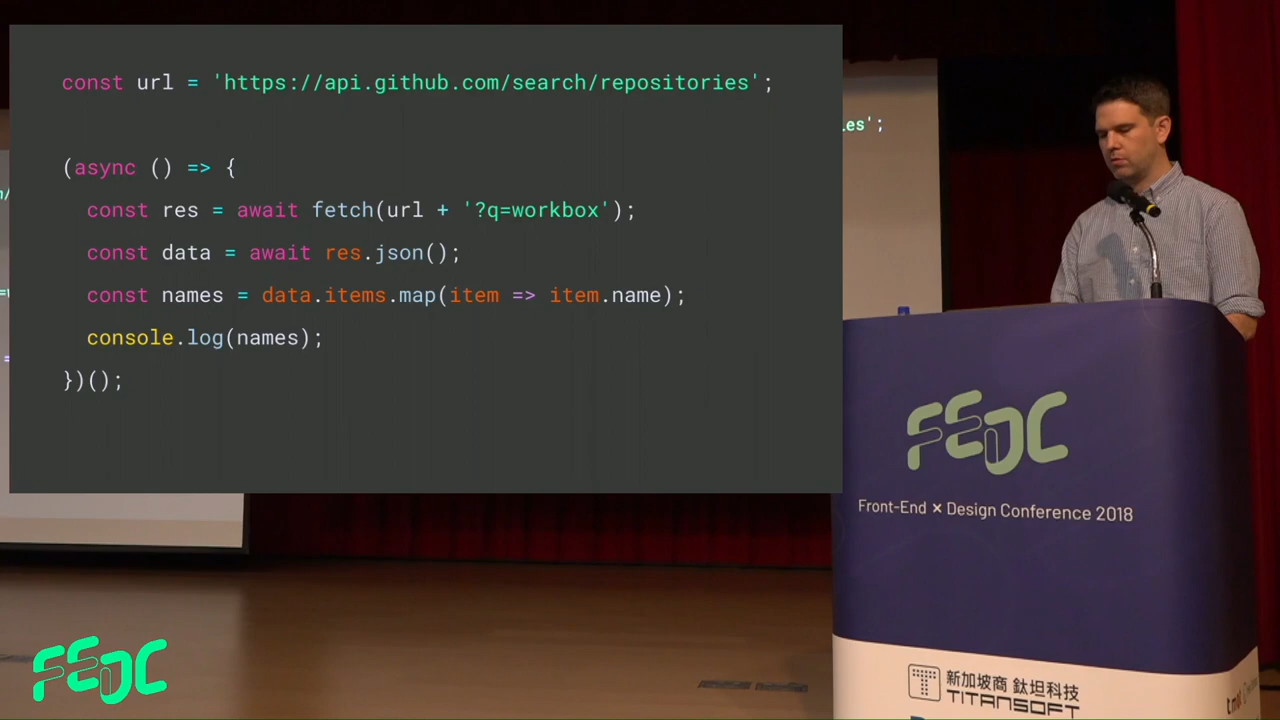 const url = 'https://api.github.com/search/repositories';
(async () => {
const res = await fetch(url + '?q=workbox');
const data = await res.json();
const names = data.items.map(item => item.name);
console.log(names);
})();
es';
FEDC
Front-End × Design Conference 2018
新加坡商 鈦坦科技
TITANSOFT
FEDC